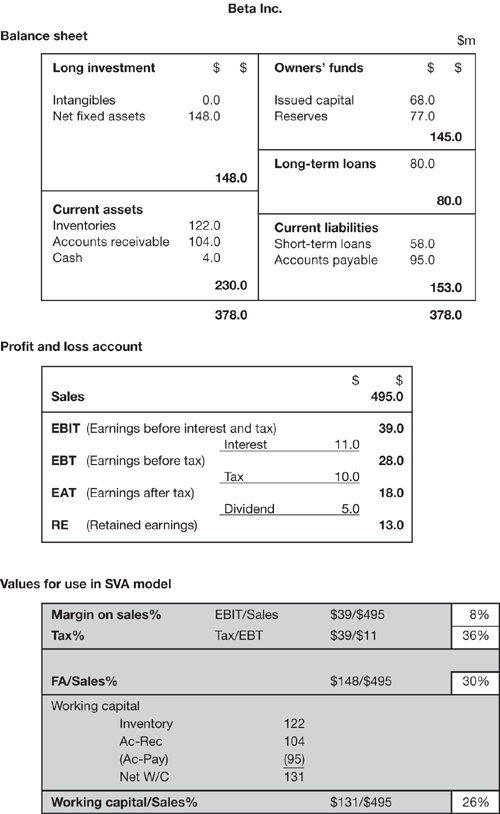 Beta Inc.
Balance sheet
$m
Long investment $ $
Intangibles 0.0
Net fixed assets 148.0
148.0
Current assets
Inventories 122.0
Accounts receivable 104.0
Cash 4.0
230.0
378.0
Owners' funds $ $
Issued capital 68.0
Reserves 77.0
145.0
Long-term loans 80.0
80.0
Current liabilities
Short-term loans 58.0
Accounts payable 95.0
153.0
378.0
Profit and loss account
$ $
Sales 495.0
EBIT (Earnings before interest and tax) 39.0
Interest 11.0
EBT (Earnings before tax) 28.0
Tax 10.0
EAT (Earnings after tax) 18.0
Dividend 5.0
RE (Retained earnings) 13.0
Values for use in SVA model
Margin on sales% EBIT/Sales $39/$495 8%
Tax% Tax/EBT $39/$11 36%
FA/Sales% $148/$495 30%
Working capital
Inventory 122
Ac-Rec 104
(Ac-Pay) (95)
Net W/C 131
Working capital/Sales% $131/$495 26%